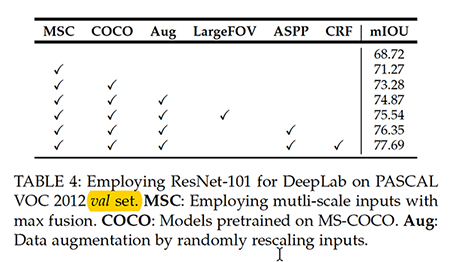 MSC COCO Aug LargeFOV ASPP CRF mIOU
68.72
✓ 71.27
✓ ✓ 73.28
✓ ✓ ✓ 74.87
✓ ✓ ✓ ✓ 75.54
✓ ✓ ✓ ✓ 76.35
✓ ✓ ✓ ✓ ✓ 77.69
TABLE 4: Employing ResNet-101 for DeepLab on PASCAL
VOC 2012 val set. MSC: Employing mutli-scale inputs with
max fusion. COCO: Models pretrained on MS-COCO. Aug:
Data augmentation by randomly rescaling inputs.